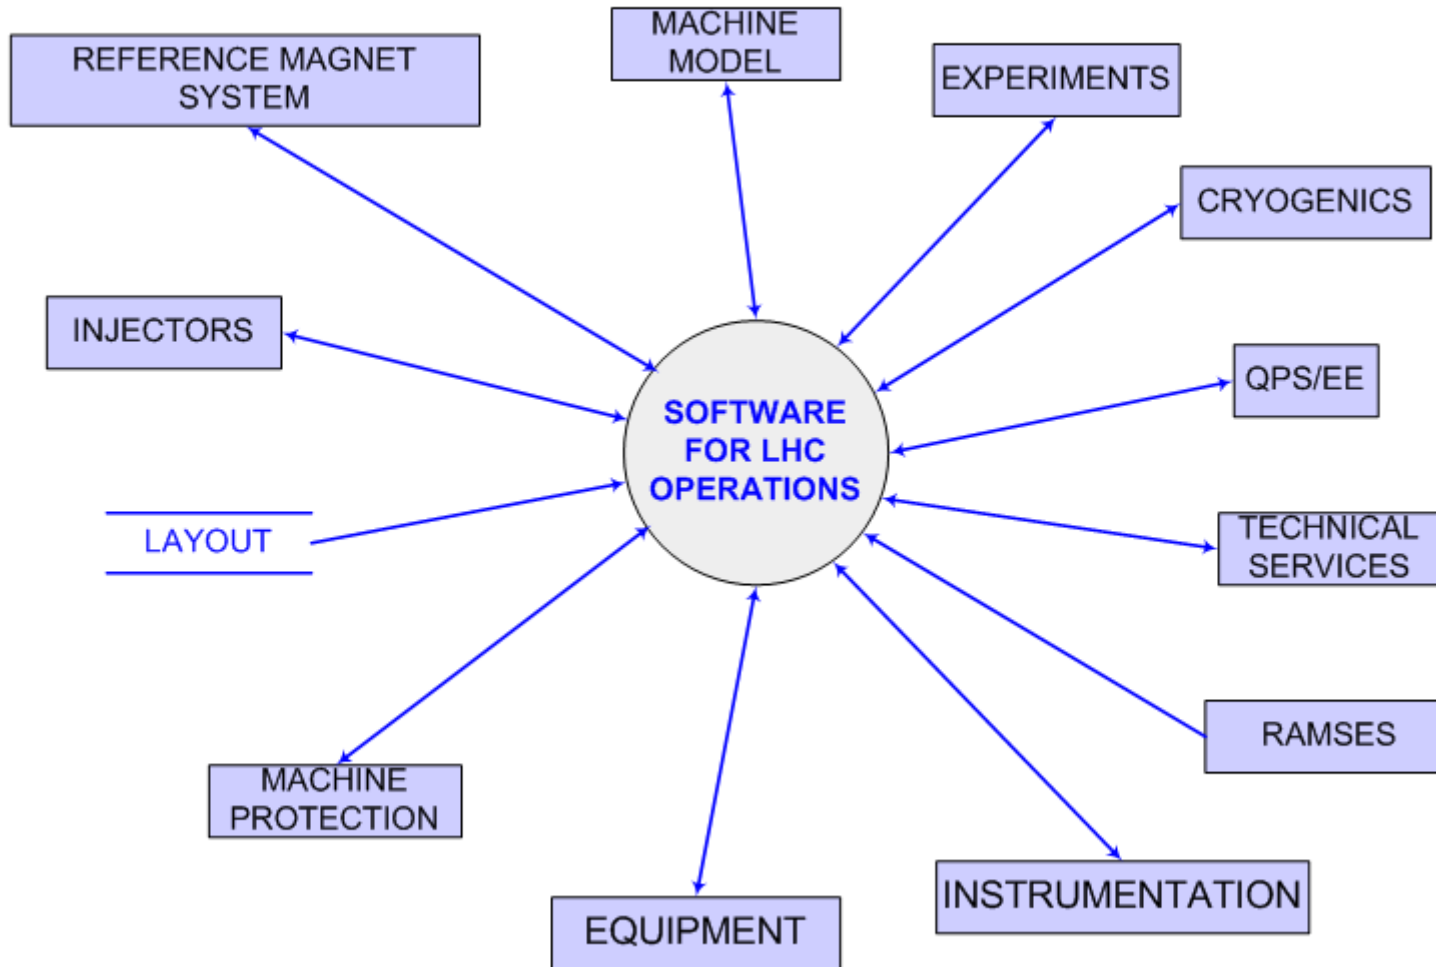 MACHINE
MODEL
REFERENCE MAGNET
SYSTEM
EXPERIMENTS
CRYOGENICS
INJECTORS
QPS/EE
SOFTWARE
FOR LHC
OPERATIONS
LAYOUT
TECHNICAL
SERVICES
RAMSES
MACHINE
PROTECTION
INSTRUMENTATION
EQUIPMENT